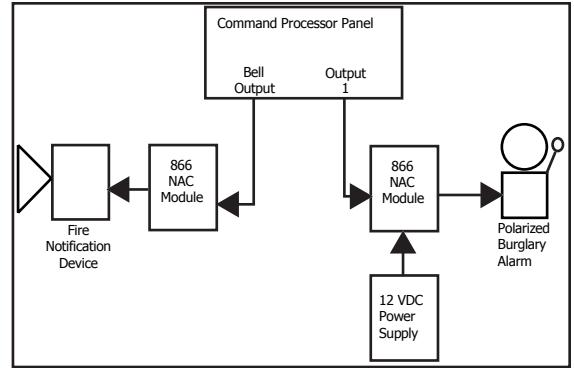 Command Processor Panel
Bell
Output
Output
1
866
NAC
Module
866
NAC
Module
Fire
Notification
Device
Polarized
Burglary
Alarm
12 VDC
Power
Supply